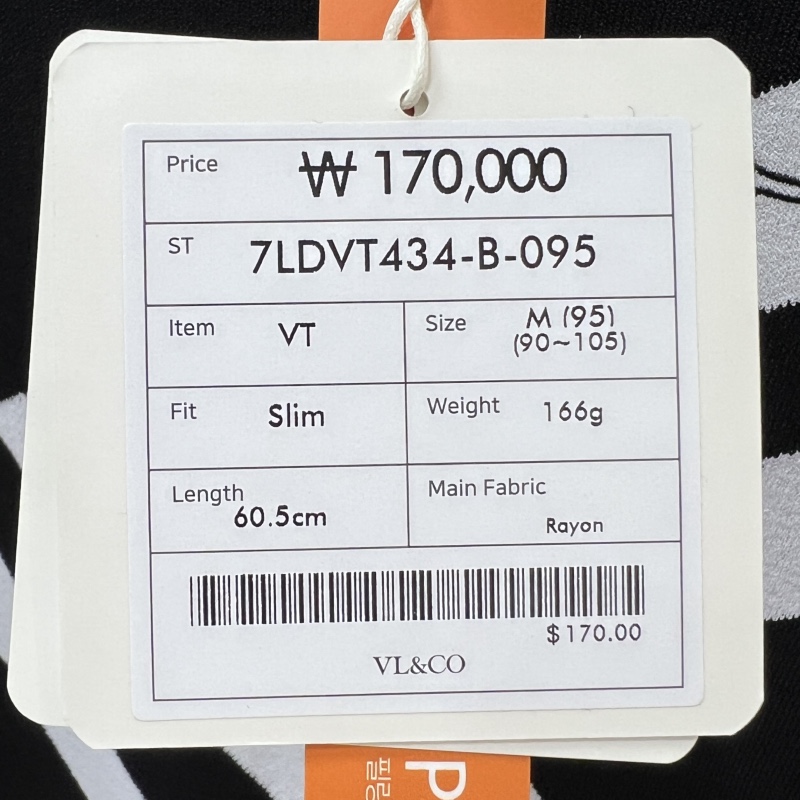 Price ₩ 170,000
ST 7LDVT434-B-095
Item VT
Size M (95)
(90~105)
Fit Slim
Weight 166g
Length
60.5cm
Main Fabric
Rayon
$170.00
VL&CO
P